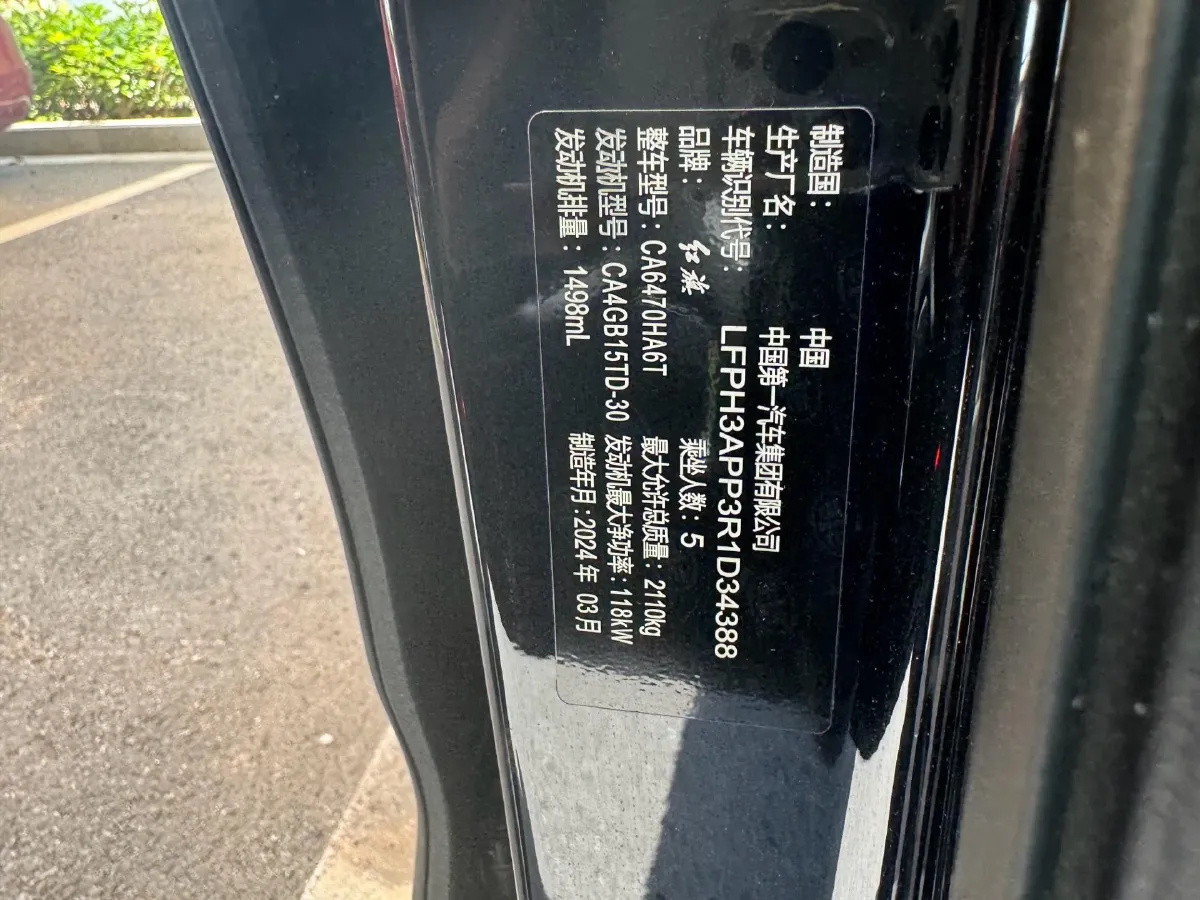 制造国： 中国
生产厂名： 中国第一汽车集团有限公司
车辆识别代号： LFPH3APP3R1D34388
品牌： 红旗 乘坐人数：5
整车型号：CA6470HA6T 最大允许总质量：2110kg
发动机型号：CA4GB15TD-30 发动机最大净功率：118kW
发动机排量：1498mL 制造年月：2024年 03月